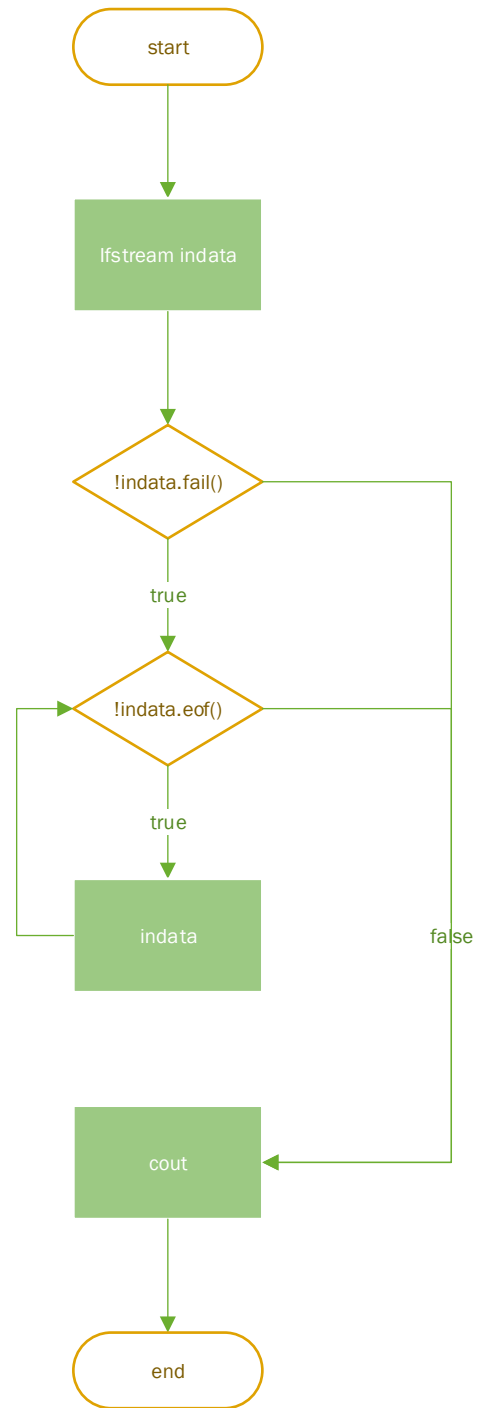 start
Ifstream indata
!indata.fail()
true
!indata.eof()
true
indata
false
cout
end